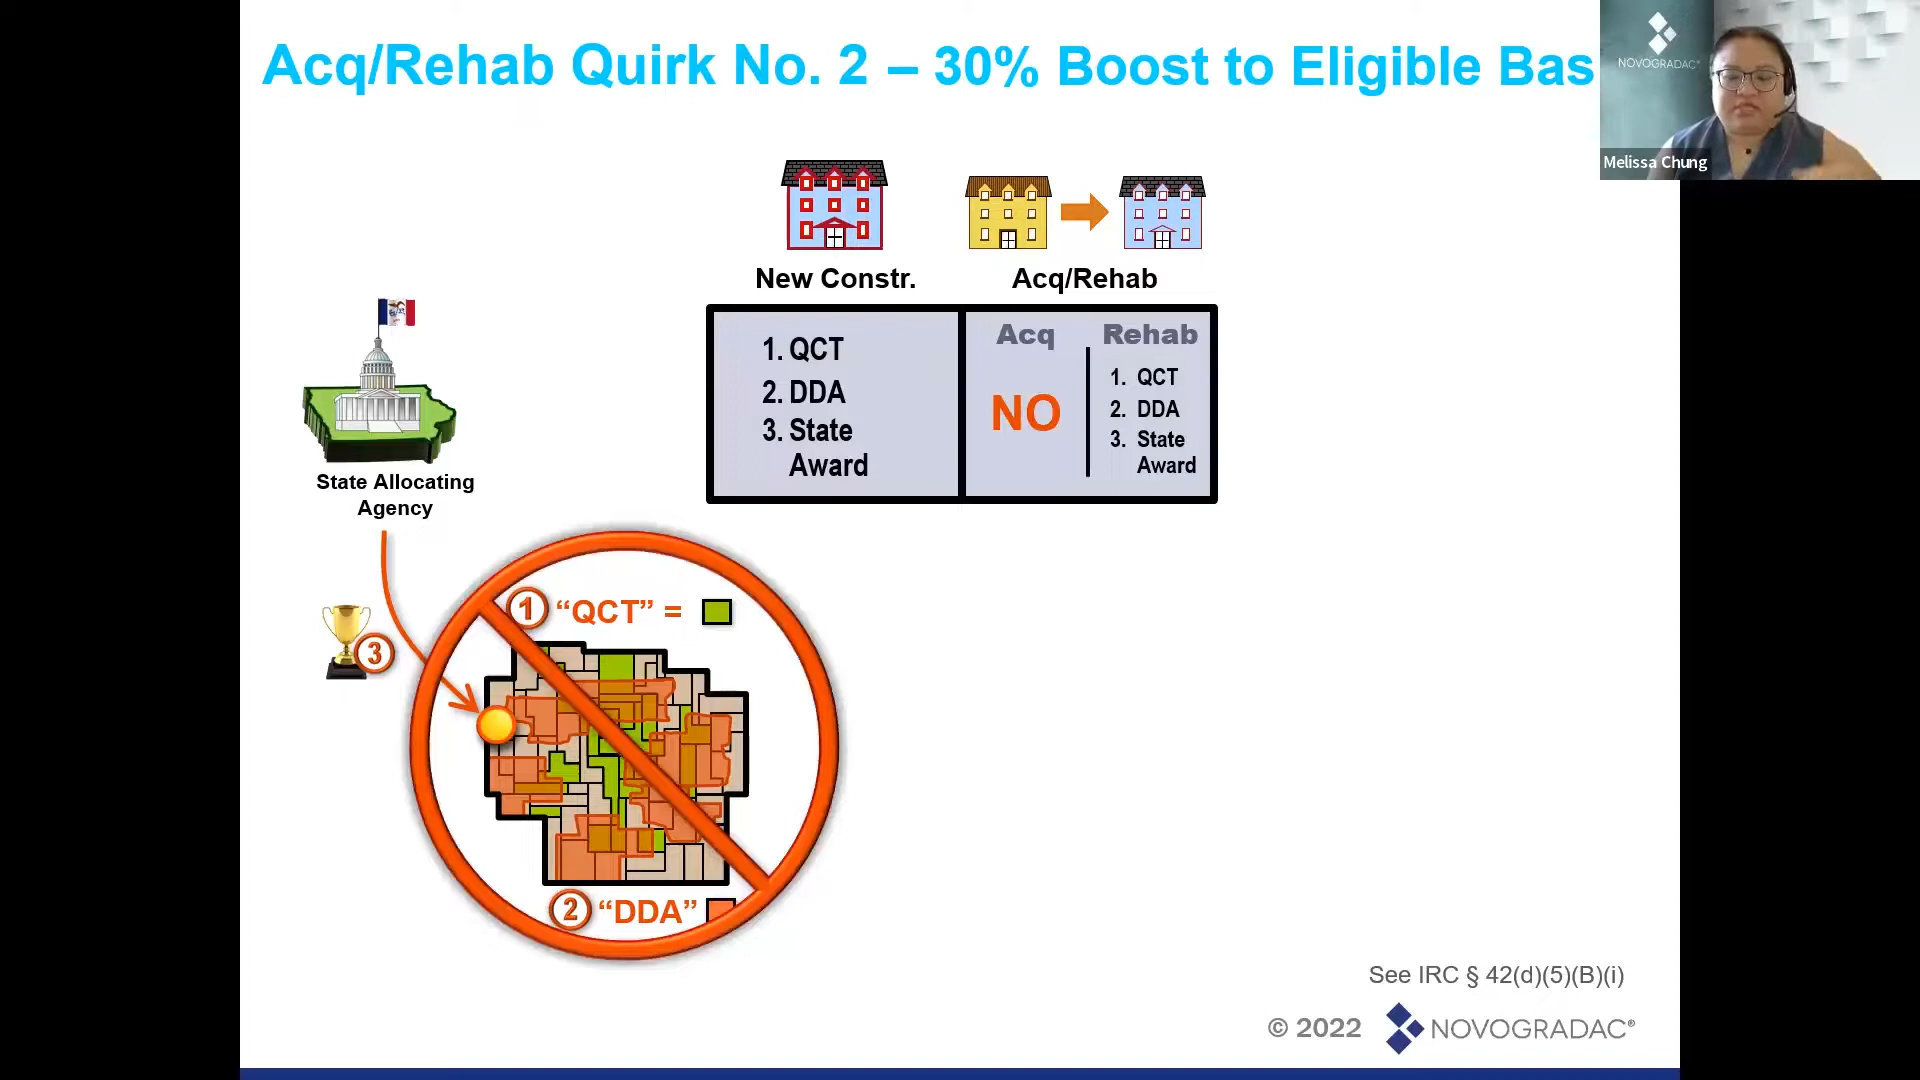 Acq/Rehab Quirk No. 2 – 30% Boost to Eligible Bas
NOVOGRADAC®
Melissa Chung
New Constr.
Acq/Rehab
1. QCT
2. DDA
3. State
Award
Acq
NO
Rehab
1. QCT
2. DDA
3. State
Award
State Allocating
Agency
3
1 “QCT” =
2 “DDA”
See IRC § 42(d)(5)(B)(i)
© 2022 NOVOGRADAC®